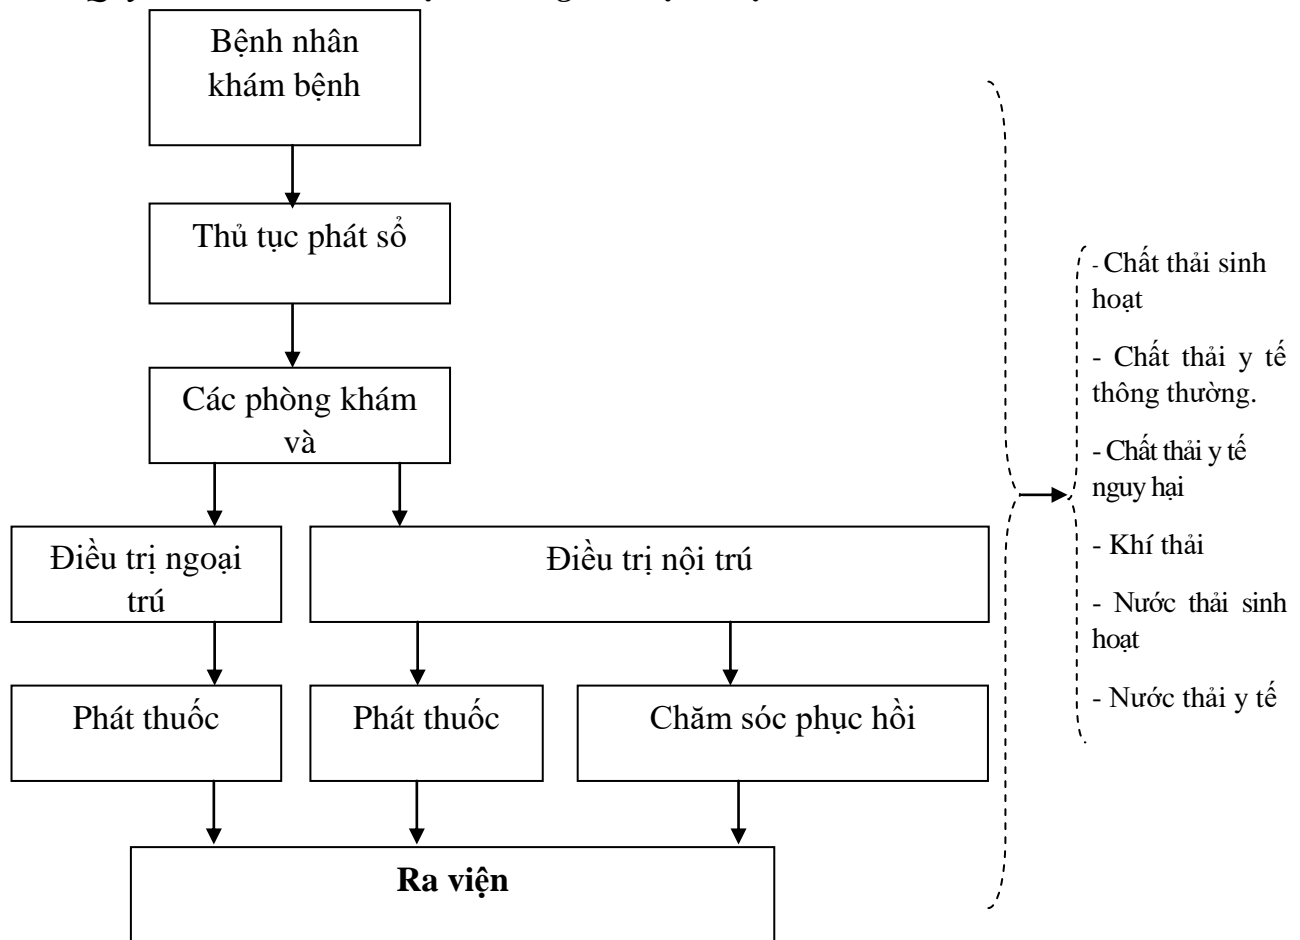 Bệnh nhân
khám bệnh
Thủ tục phát sổ
Các phòng khám
và
Điều trị ngoại
trú
Điều trị nội trú
Phát thuốc
Phát thuốc
Chăm sóc phục hồi
Ra viện
- Chất thải sinh
hoạt
- Chất thải y tế
thông thường.
- Chất thải y tế
nguy hại
- Khí thải
- Nước thải sinh
hoạt
- Nước thải y tế